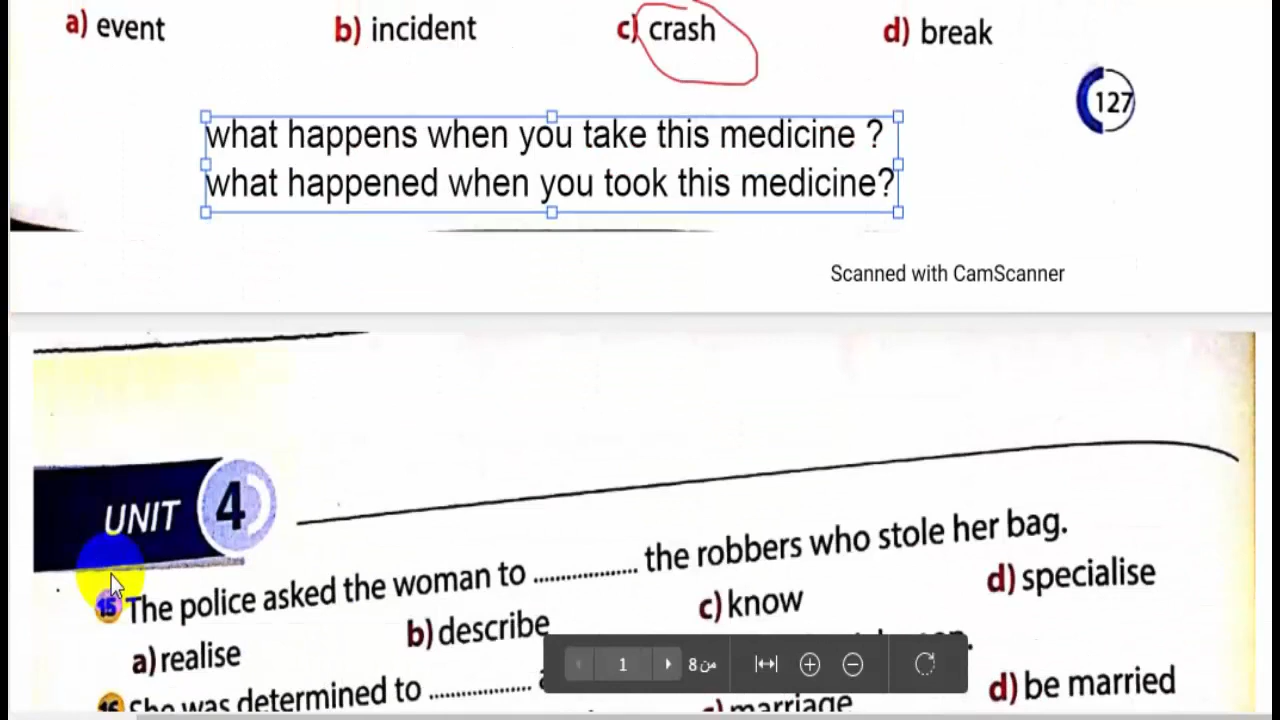 a) event b) incident c) crash d) break
127
what happens when you take this medicine ?
what happened when you took this medicine?
Scanned with CamScanner
UNIT 4
15 The police asked the woman to .................. the robbers who stole her bag.
a) realise b) describe c) know d) specialise
16 She was determined to ..................
c) marriage d) be married
1 من 8